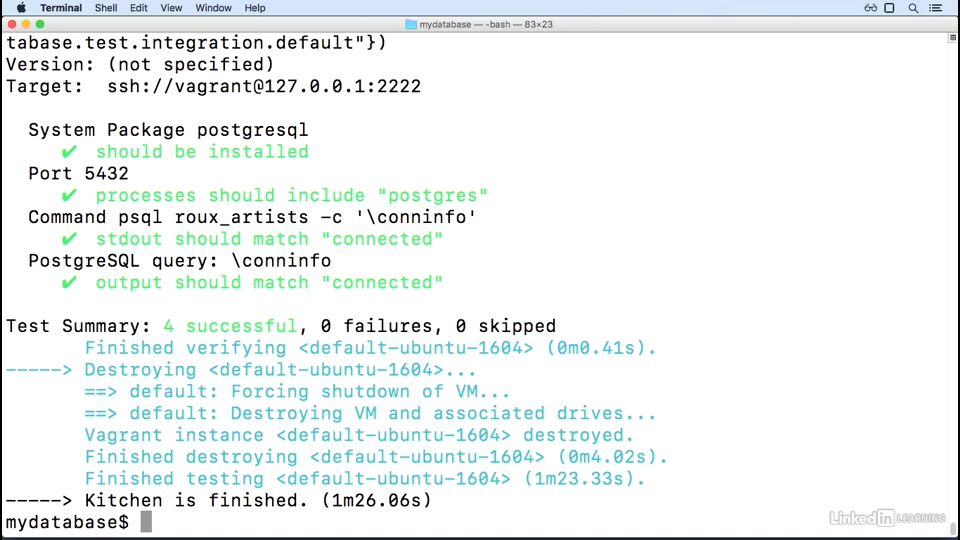 Terminal Shell Edit View Window Help
mydatabase — -bash — 83×23
tabase.test.integration.default"})
Version: (not specified)
Target:  ssh://vagrant@127.0.0.1:2222
System Package postgresql
✔ should be installed
Port 5432
✔ processes should include "postgres"
Command psql roux_artists -c '\conninfo'
✔ stdout should match "connected"
PostgreSQL query: \conninfo
✔ output should match "connected"
Test Summary: 4 successful, 0 failures, 0 skipped
Finished verifying <default-ubuntu-1604> (0m0.41s).
-----> Destroying <default-ubuntu-1604>...
==> default: Forcing shutdown of VM...
==> default: Destroying VM and associated drives...
Vagrant instance <default-ubuntu-1604> destroyed.
Finished destroying <default-ubuntu-1604> (0m4.02s).
Finished testing <default-ubuntu-1604> (1m23.33s).
-----> Kitchen is finished. (1m26.06s)
mydatabase$
LinkedIn LEARNING